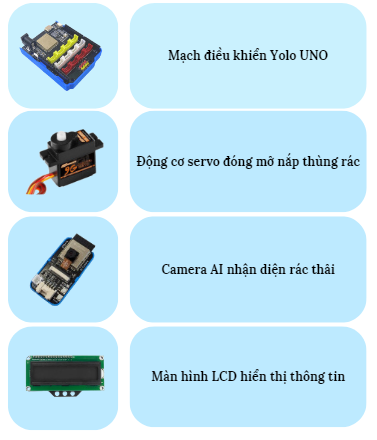 Mạch điều khiển Yolo UNO
Động cơ servo đóng mở nắp thùng rác
Camera AI nhận diện rác thải
Màn hình LCD hiển thị thông tin